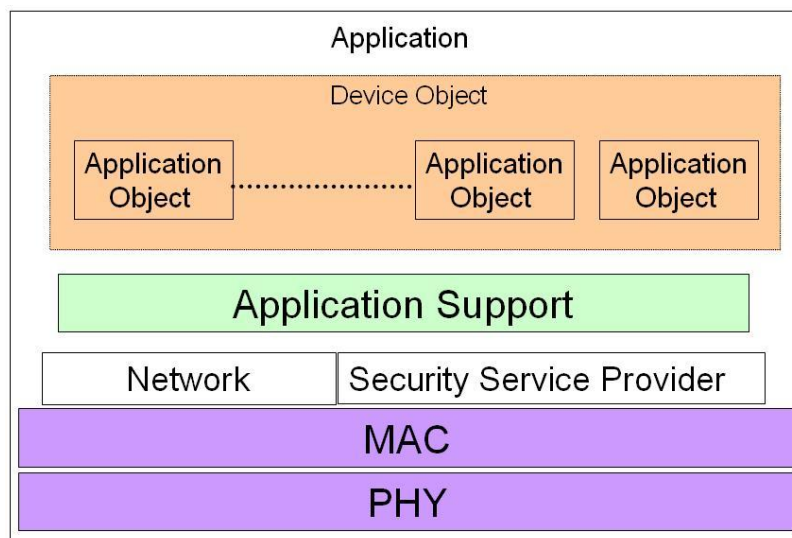 Application
Device Object
Application
Object
Application
Object
Application
Object
Application Support
Network
Security Service Provider
MAC
PHY